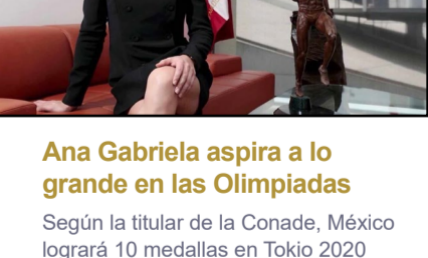 Ana Gabriela aspira a lo
grande en las Olimpiadas
Según la titular de la Conade, México
logrará 10 medallas en Tokio 2020